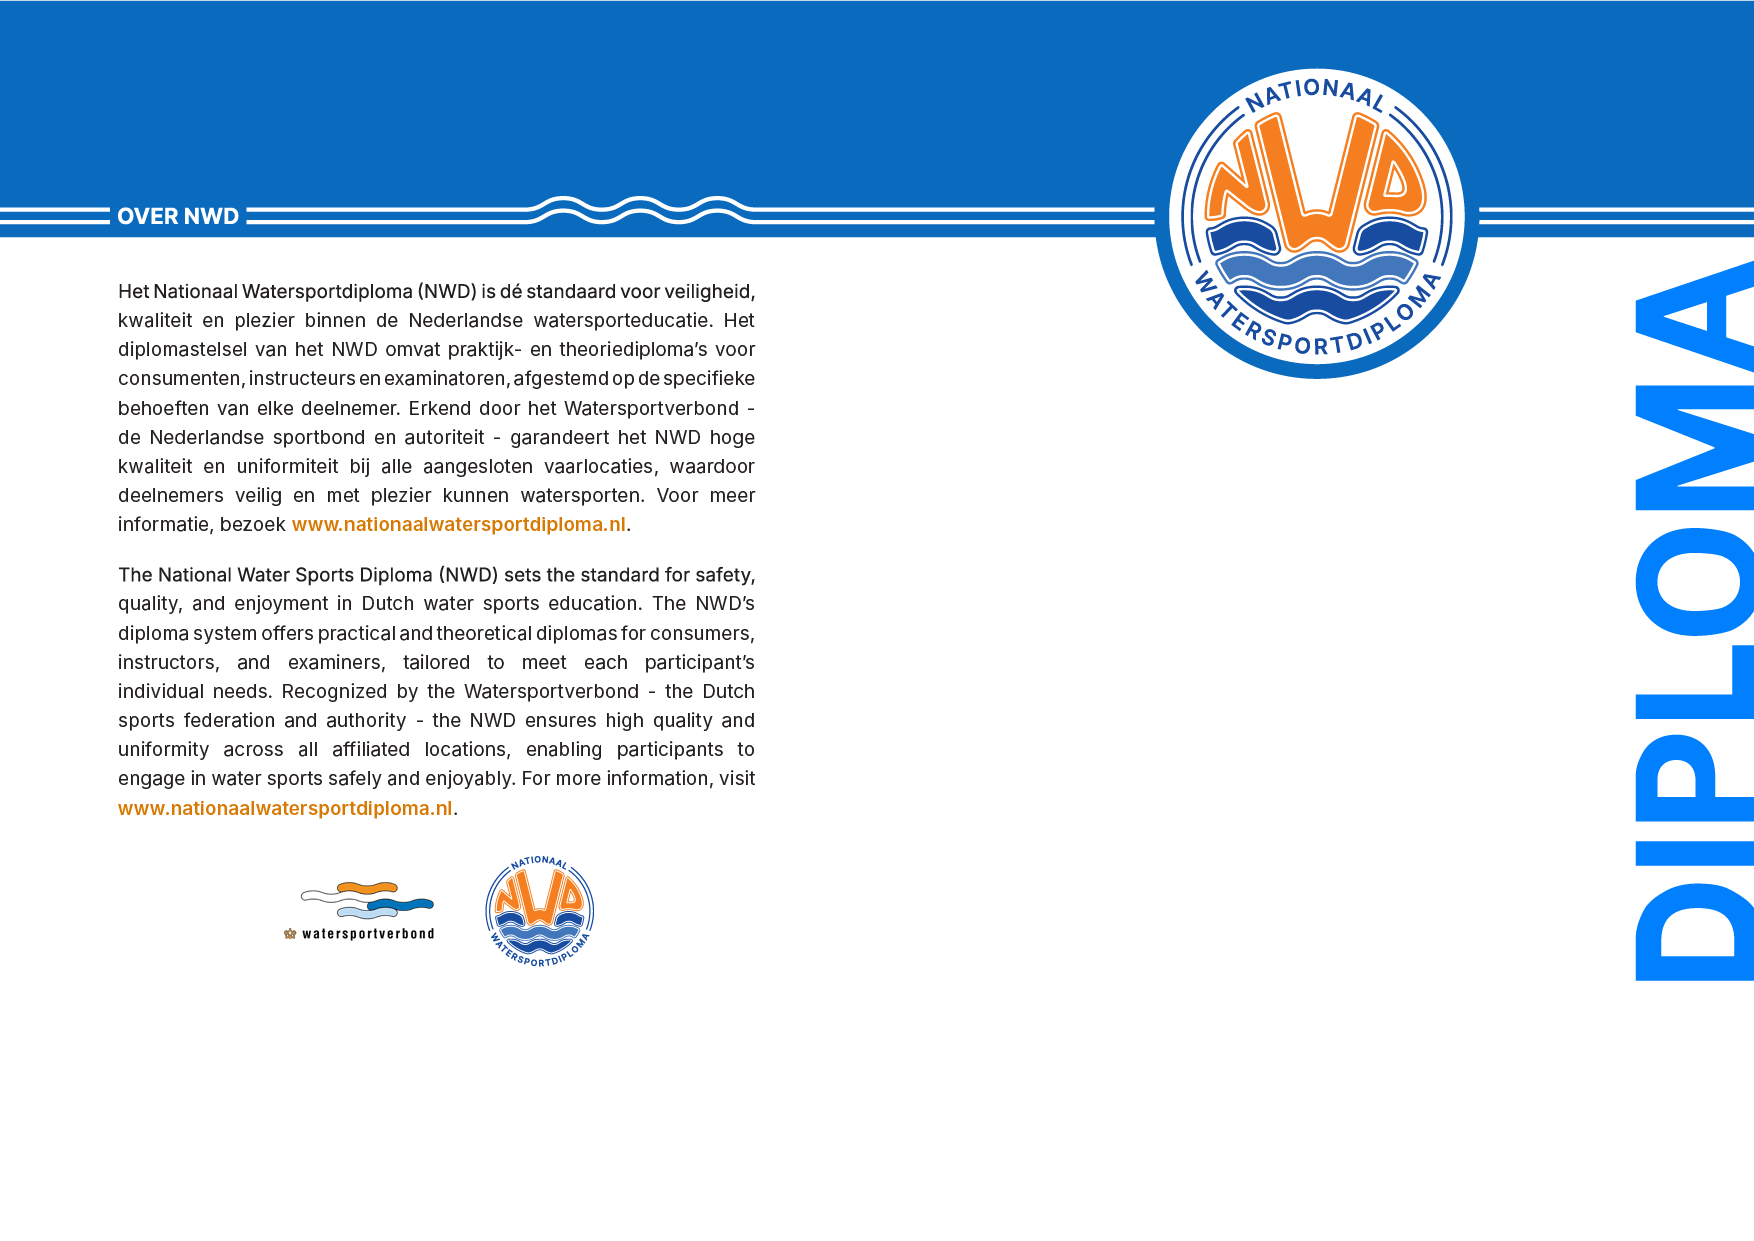 OVER NWD
Het Nationaal Watersportdiploma (NWD) is dé standaard voor veiligheid,
kwaliteit en plezier binnen de Nederlandse watersporteducatie. Het
diplomastelsel van het NWD omvat praktijk- en theoriediploma’s voor
consumenten, instructeurs en examinatoren, afgestemd op de specifieke
behoeften van elke deelnemer. Erkend door het Watersportverbond -
de Nederlandse sportbond en autoriteit - garandeert het NWD hoge
kwaliteit en uniformiteit bij alle aangesloten vaarlocaties, waardoor
deelnemers veilig en met plezier kunnen watersporten. Voor meer
informatie, bezoek www.nationaalwatersportdiploma.nl.
The National Water Sports Diploma (NWD) sets the standard for safety,
quality, and enjoyment in Dutch water sports education. The NWD’s
diploma system offers practical and theoretical diplomas for consumers,
instructors, and examiners, tailored to meet each participant’s
individual needs. Recognized by the Watersportverbond - the Dutch
sports federation and authority - the NWD ensures high quality and
uniformity across all affiliated locations, enabling participants to
engage in water sports safely and enjoyably. For more information, visit
www.nationaalwatersportdiploma.nl.
watersportverbond
NATIONAAL
NWD
WATERSPORTDIPLOMA
NATIONAAL
NWD
WATERSPORTDIPLOMA
DIPLOMA